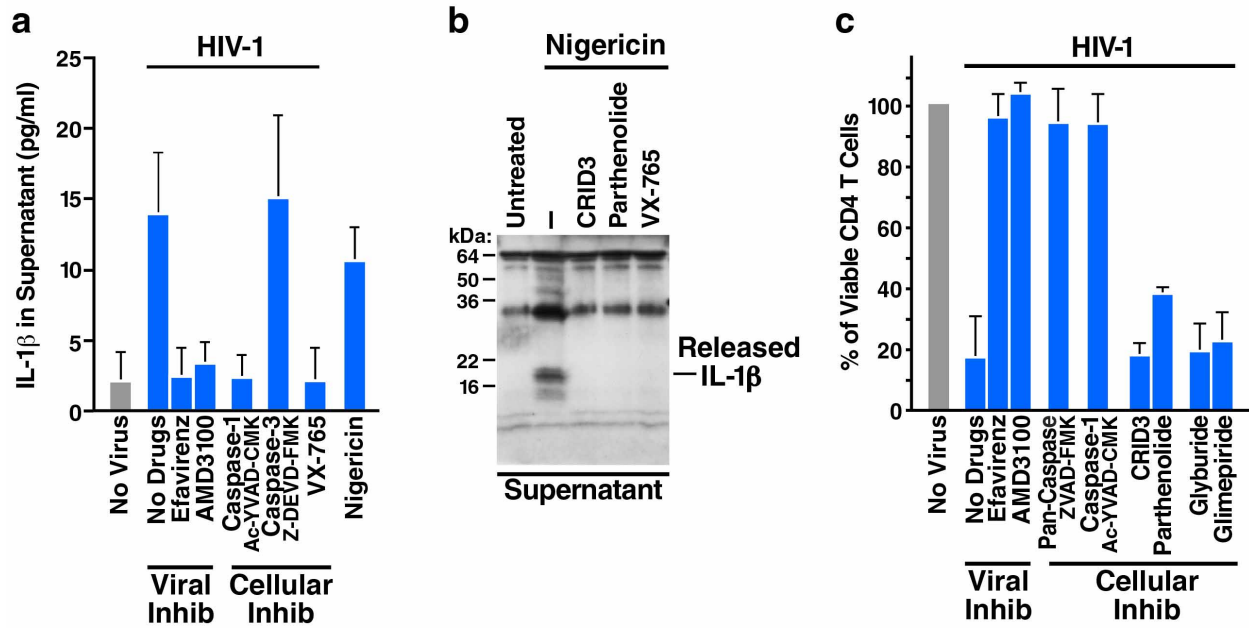 a
HIV-1
IL-1β in Supernatant (pg/ml)
25
20
15
10
5
0
No Virus
No Drugs
Efavirenz
AMD3100
Caspase-1
Ac-YVAD-CMK
Caspase-3
Z-DEVD-FMK
VX-765
Nigericin
Viral
Inhib
Cellular
Inhib
b
Nigericin
Untreated
–
CRID3
Parthenolide
VX-765
kDa:
64
50
36
22
16
Released
IL-1β
Supernatant
c
HIV-1
% of Viable CD4 T Cells
100
80
60
40
20
0
No Virus
No Drugs
Efavirenz
AMD3100
Pan-Caspase
ZVAD-FMK
Caspase-1
Ac-YVAD-CMK
CRID3
Parthenolide
Glyburide
Glimepiride
Viral
Inhib
Cellular
Inhib